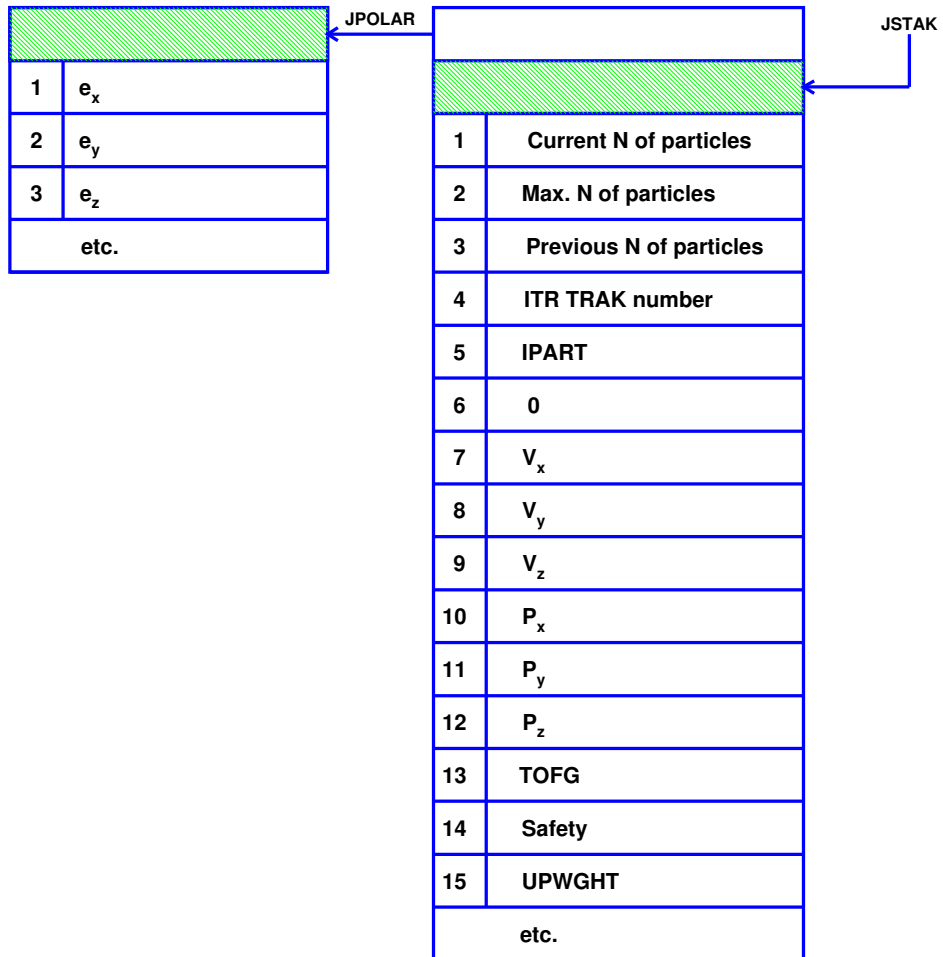 JPOLAR
JSTAK
1 e_x
2 e_y
3 e_z
etc.
1 Current N of particles
2 Max. N of particles
3 Previous N of particles
4 ITR TRAK number
5 IPART
6 0
7 V_x
8 V_y
9 V_z
10 P_x
11 P_y
12 P_z
13 TOFG
14 Safety
15 UPWGHT
etc.